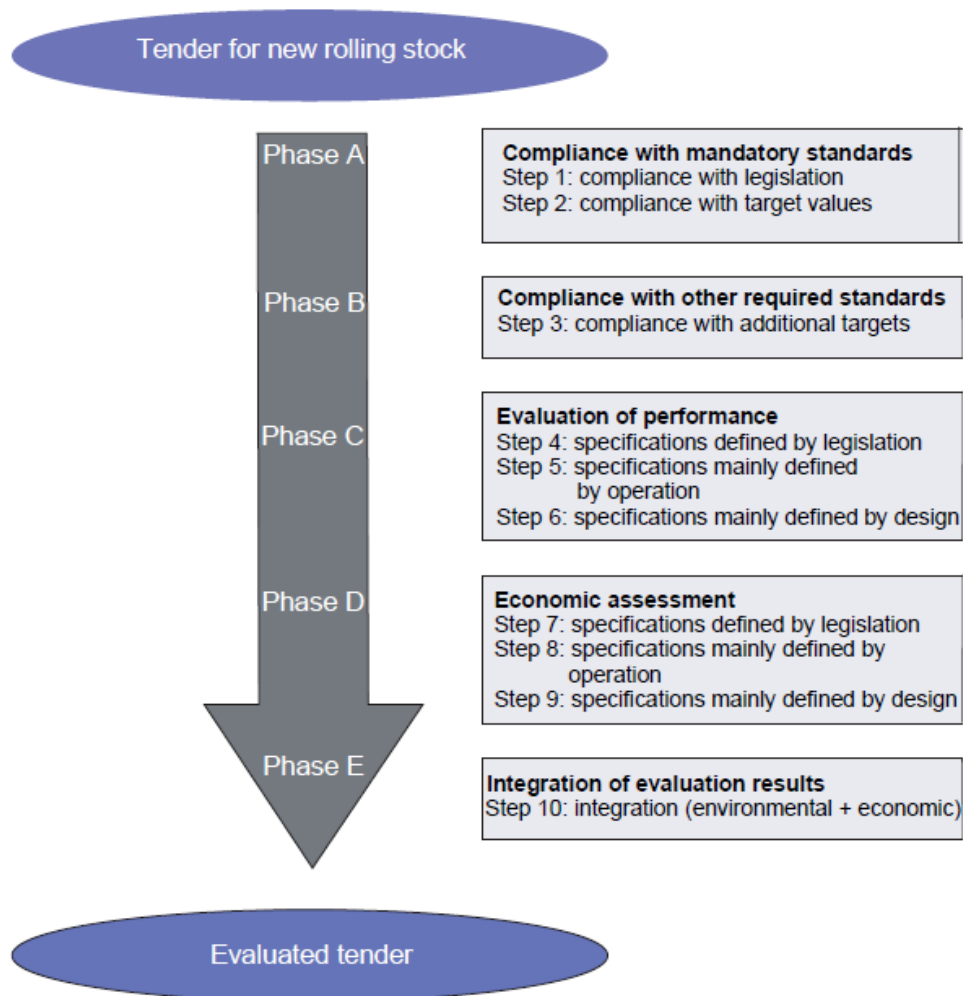 Tender for new rolling stock
Phase A
Compliance with mandatory standards
Step 1: compliance with legislation
Step 2: compliance with target values
Phase B
Compliance with other required standards
Step 3: compliance with additional targets
Phase C
Evaluation of performance
Step 4: specifications defined by legislation
Step 5: specifications mainly defined
by operation
Step 6: specifications mainly defined by design
Phase D
Economic assessment
Step 7: specifications defined by legislation
Step 8: specifications mainly defined by
operation
Step 9: specifications mainly defined by design
Phase E
Integration of evaluation results
Step 10: integration (environmental + economic)
Evaluated tender